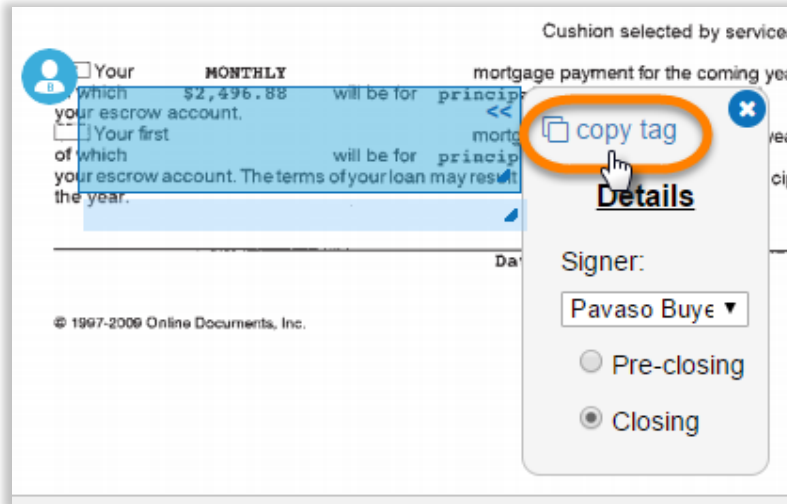 Cushion selected by service
B
Your MONTHLY mortgage payment for the coming yea
which $2,496.88 will be for princip
your escrow account. <<
Your first mortg yea
of which will be for princip
your escrow account. The terms of your loan may result cip
the year.
copy tag
Details
Signer:
Pavaso Buye
Pre-closing
Closing
Da
© 1997-2009 Online Documents, Inc.